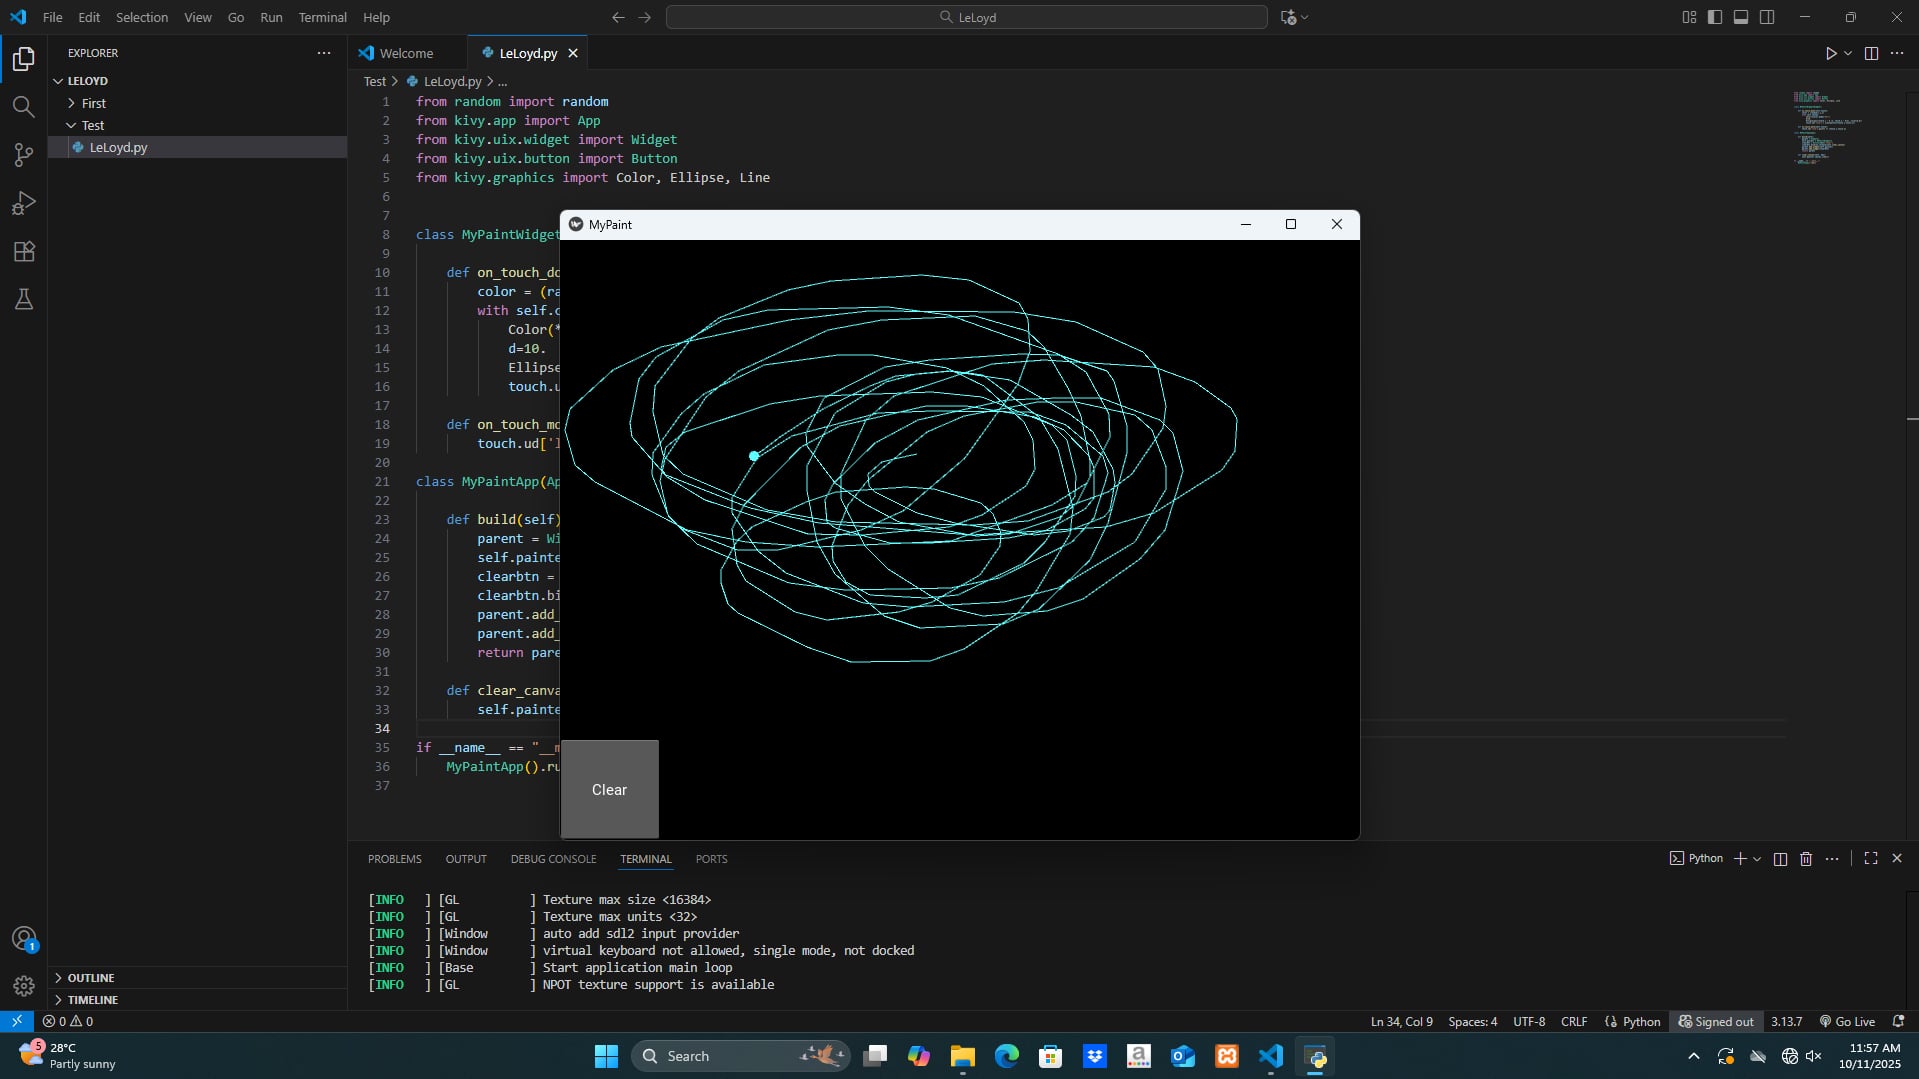 File Edit Selection View Go Run Terminal Help
LeLoyd
EXPLORER
LELOYD
First
Test
LeLoyd.py
OUTLINE
TIMELINE
Welcome
LeLoyd.py
Test > LeLoyd.py > ...
1 from random import random
2 from kivy.app import App
3 from kivy.uix.widget import Widget
4 from kivy.uix.button import Button
5 from kivy.graphics import Color, Ellipse, Line
6
7
8 class MyPaintWidget
9
10 def on_touch_do
11 color = (ra
12 with self.c
13 Color(*
14 d=10.
15 Ellipse
16 touch.u
17
18 def on_touch_mo
19 touch.ud['l
20
21 class MyPaintApp(Ap
22
23 def build(self)
24 parent = Wi
25 self.painte
26 clearbtn =
27 clearbtn.bi
28 parent.add_
29 parent.add_
30 return pare
31
32 def clear_canva
33 self.painte
34
35 if __name__ == "__m
36 MyPaintApp().ru
37
MyPaint
Clear
PROBLEMS OUTPUT DEBUG CONSOLE TERMINAL PORTS
Python
[INFO ] [GL ] Texture max size <16384>
[INFO ] [GL ] Texture max units <32>
[INFO ] [Window ] auto add sdl2 input provider
[INFO ] [Window ] virtual keyboard not allowed, single mode, not docked
[INFO ] [Base ] Start application main loop
[INFO ] [GL ] NPOT texture support is available
1
0 0
Ln 34, Col 9 Spaces: 4 UTF-8 CRLF Python Signed out 3.13.7 Go Live
5
28°C
Partly sunny
Search
11:57 AM
10/11/2025